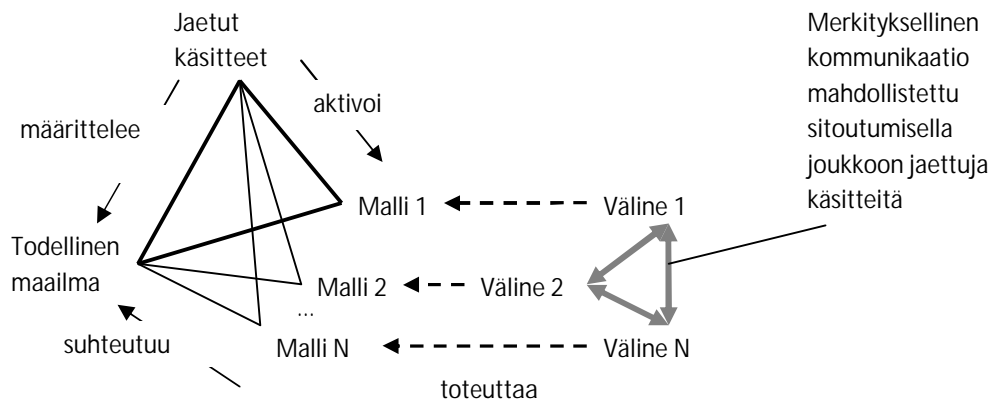 Jaetut
käsitteet
määrittelee
aktivoi
Merkityksellinen
kommunikaatio
mahdollistettu
sitoutumisella
joukkoon jaettuja
käsitteitä
Malli 1
Väline 1
Todellinen
maailma
Malli 2
Väline 2
...
suhteutuu
Malli N
Väline N
toteuttaa